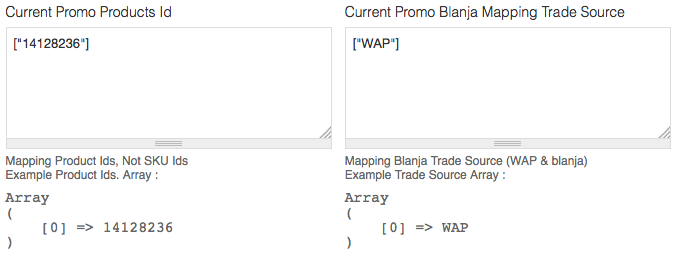 Current Promo Products Id
["14128236"]
Mapping Product Ids, Not SKU Ids
Example Product Ids. Array :
Array
(
    [0] => 14128236
)
Current Promo Blanja Mapping Trade Source
["WAP"]
Mapping Blanja Trade Source (WAP & blanja)
Example Trade Source Array :
Array
(
    [0] => WAP
)